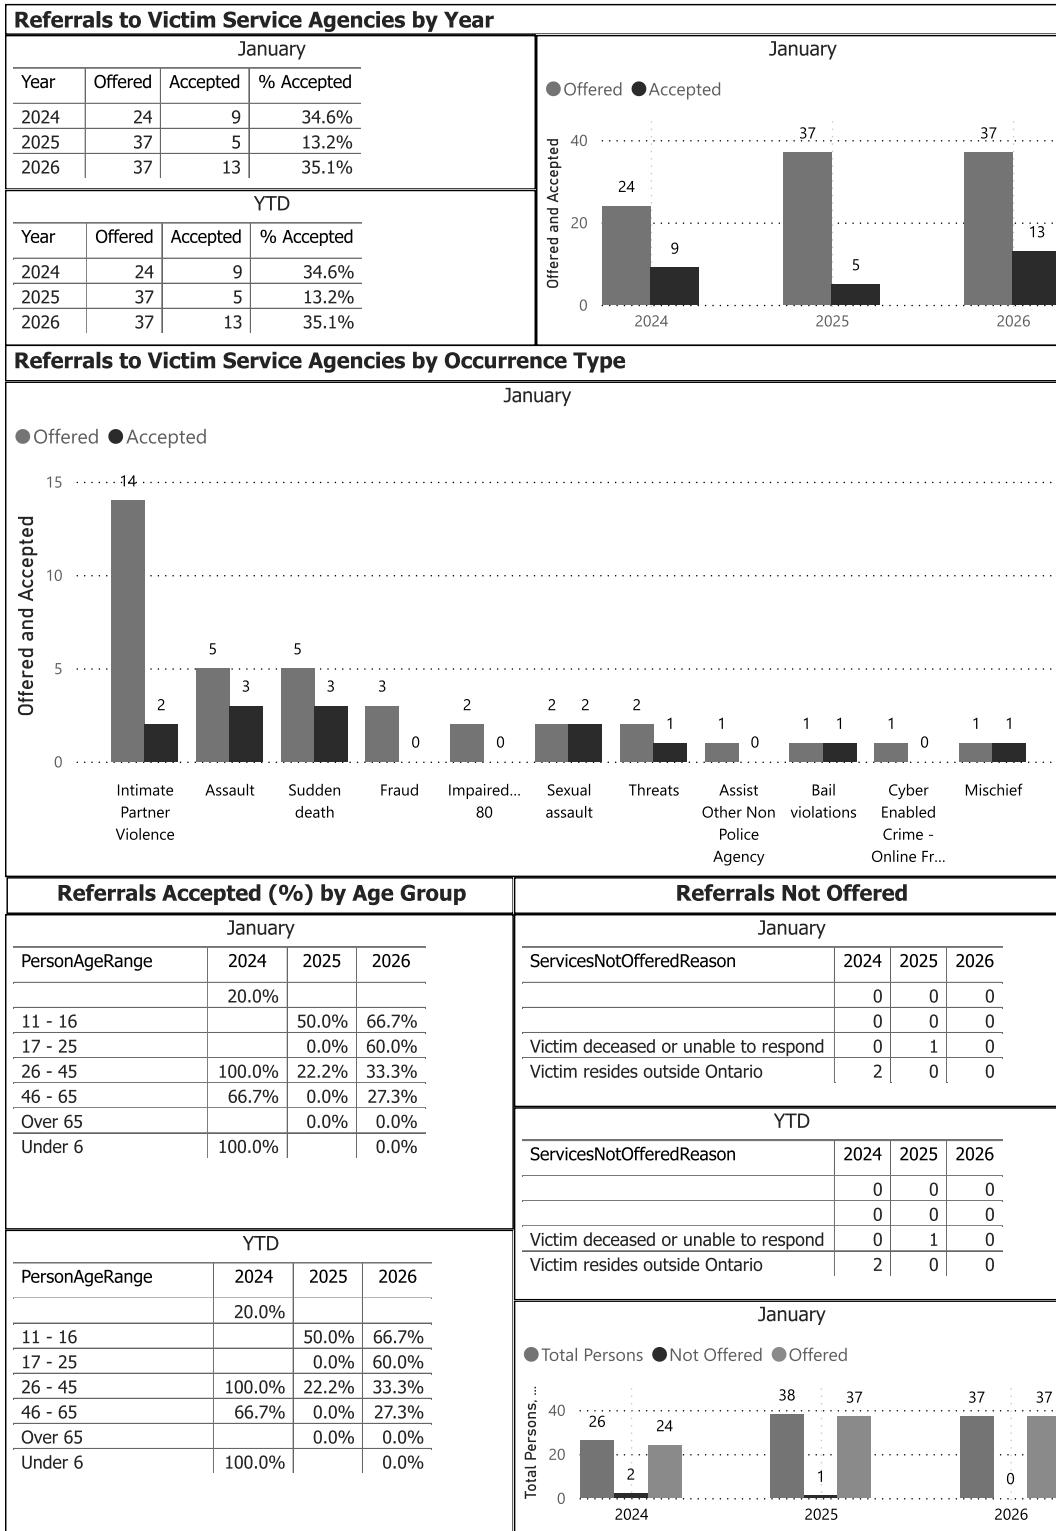 Referrals to Victim Service Agencies by Year
January
Year Offered Accepted % Accepted
2024 24 9 34.6%
2025 37 5 13.2%
2026 37 13 35.1%
YTD
Year Offered Accepted % Accepted
2024 24 9 34.6%
2025 37 5 13.2%
2026 37 13 35.1%
January
Offered Accepted
Offered and Accepted
40
20
0
24 9
37 5
37 13
2024 2025 2026
Referrals to Victim Service Agencies by Occurrence Type
January
Offered Accepted
Offered and Accepted
15
10
5
0
14 2 5 3 5 3 3 0 2 0 2 2 2 1 1 0 1 1 1 0 1 1
Intimate Partner Violence
Assault
Sudden death
Fraud
Impaired... 80
Sexual assault
Threats
Assist Other Non Police Agency
Bail violations
Cyber Enabled Crime - Online Fr...
Mischief
Referrals Accepted (%) by Age Group
January
PersonAgeRange 2024 2025 2026
20.0%
11 - 16 50.0% 66.7%
17 - 25 0.0% 60.0%
26 - 45 100.0% 22.2% 33.3%
46 - 65 66.7% 0.0% 27.3%
Over 65 0.0% 0.0%
Under 6 100.0% 0.0%
YTD
PersonAgeRange 2024 2025 2026
20.0%
11 - 16 50.0% 66.7%
17 - 25 0.0% 60.0%
26 - 45 100.0% 22.2% 33.3%
46 - 65 66.7% 0.0% 27.3%
Over 65 0.0% 0.0%
Under 6 100.0% 0.0%
Referrals Not Offered
January
ServicesNotOfferedReason 2024 2025 2026
0 0 0
0 0 0
Victim deceased or unable to respond 0 1 0
Victim resides outside Ontario 2 0 0
YTD
ServicesNotOfferedReason 2024 2025 2026
0 0 0
0 0 0
Victim deceased or unable to respond 0 1 0
Victim resides outside Ontario 2 0 0
January
Total Persons Not Offered Offered
Total Persons, ...
40
20
0
26 2 24
38 1 37
37 0 37
2024 2025 2026